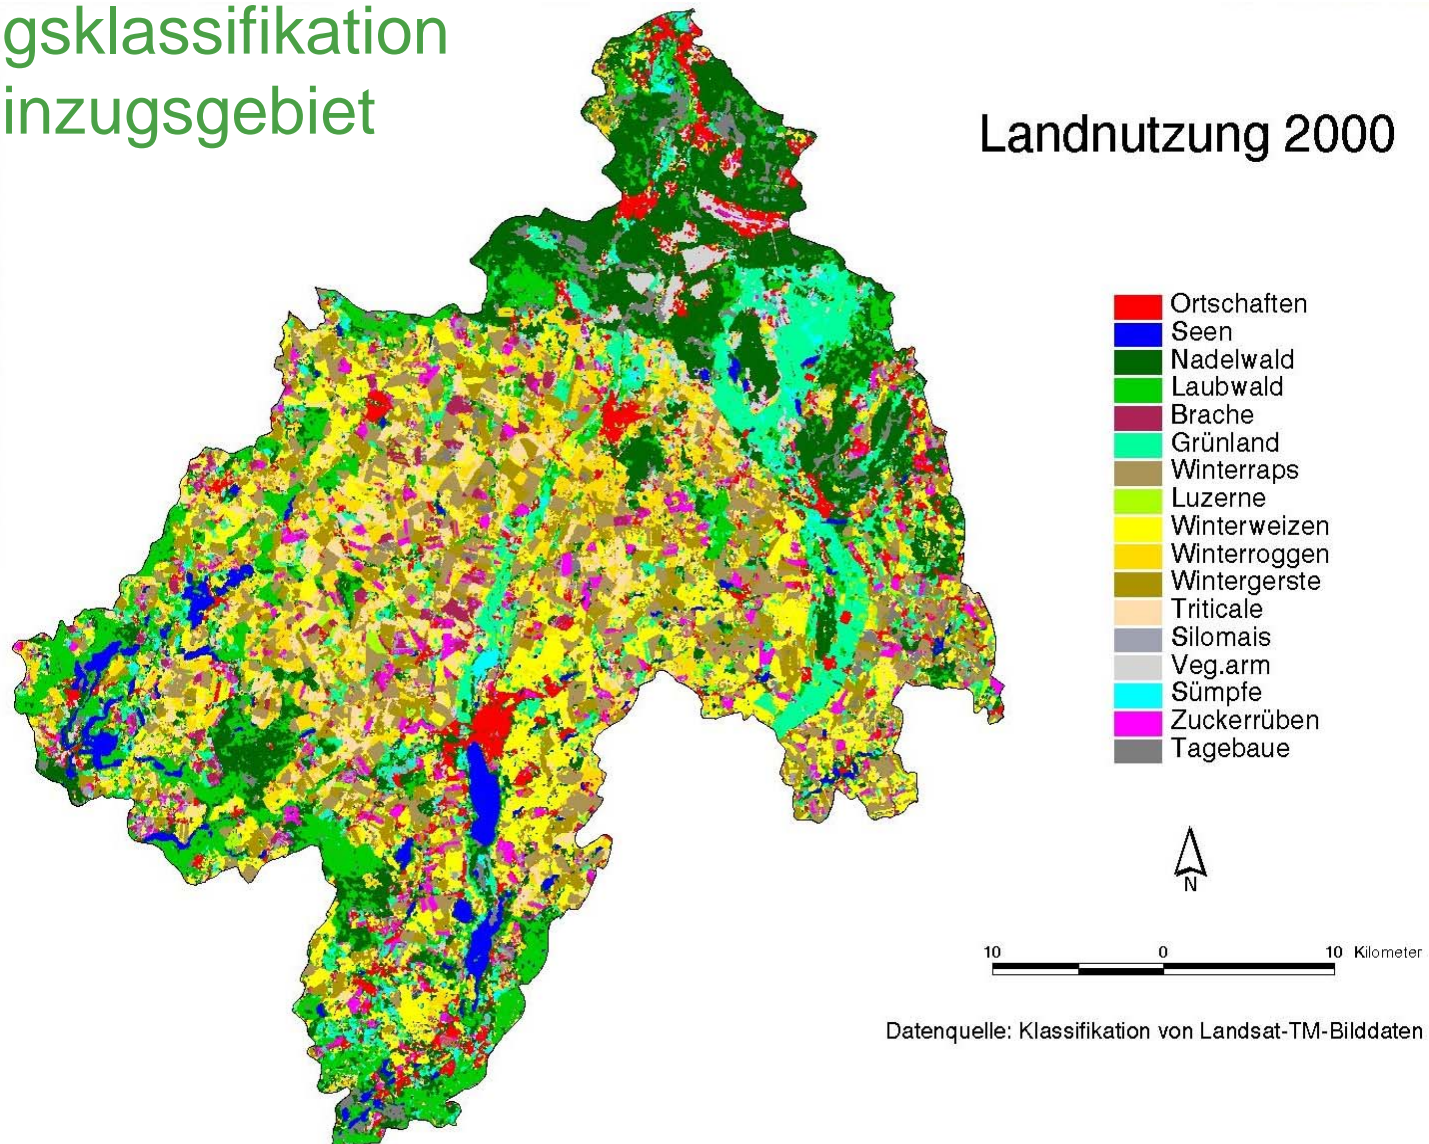 gsklassifikation
inzugsgebiet
Landnutzung 2000
Ortschaften
Seen
Nadelwald
Laubwald
Brache
Grünland
Winterraps
Luzerne
Winterweizen
Winterroggen
Wintergerste
Triticale
Silomais
Veg.arm
Sümpfe
Zuckerrüben
Tagebaue
N
10 0 10 Kilometer
Datenquelle: Klassifikation von Landsat-TM-Bilddaten